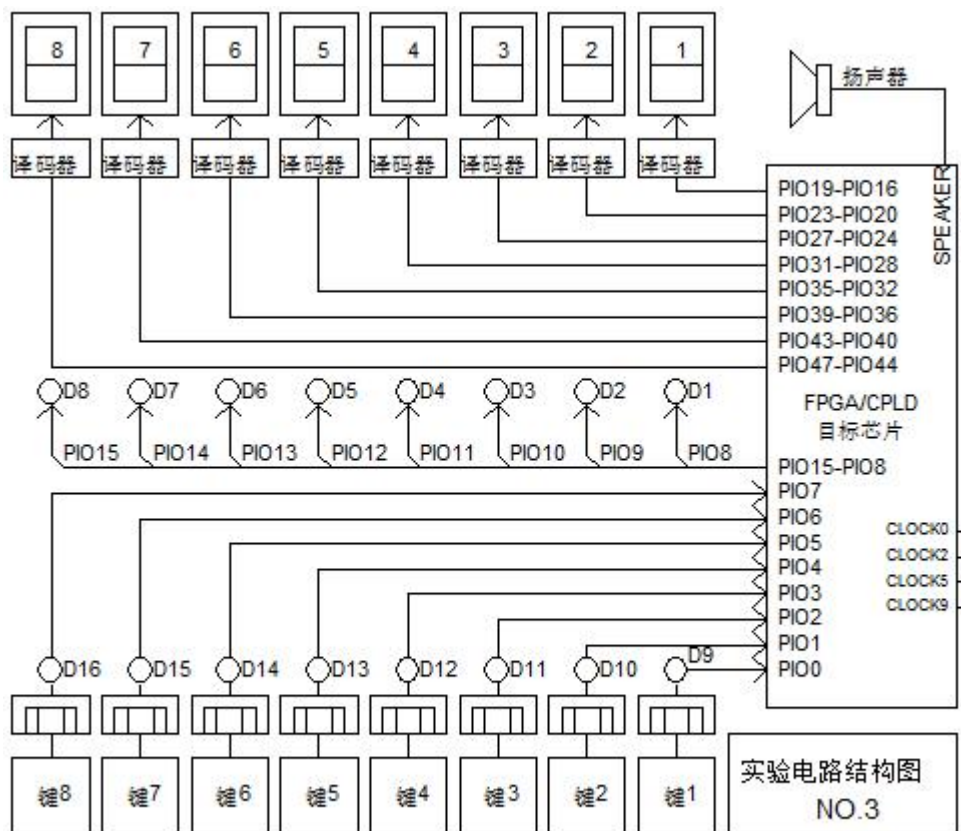 8 7 6 5 4 3 2 1
扬声器
译码器 译码器 译码器 译码器 译码器 译码器 译码器 译码器
SPEAKER
PIO19-PIO16
PIO23-PIO20
PIO27-PIO24
PIO31-PIO28
PIO35-PIO32
PIO39-PIO36
PIO43-PIO40
PIO47-PIO44
D8 D7 D6 D5 D4 D3 D2 D1
FPGA/CPLD
目标芯片
PIO15 PIO14 PIO13 PIO12 PIO11 PIO10 PIO9 PIO8
PIO15-PIO8
PIO7
PIO6
PIO5
PIO4
PIO3
PIO2
PIO1
PIO0
CLOCK0
CLOCK2
CLOCK5
CLOCK9
D16 D15 D14 D13 D12 D11 D10 D9
键8 键7 键6 键5 键4 键3 键2 键1
实验电路结构图
NO.3